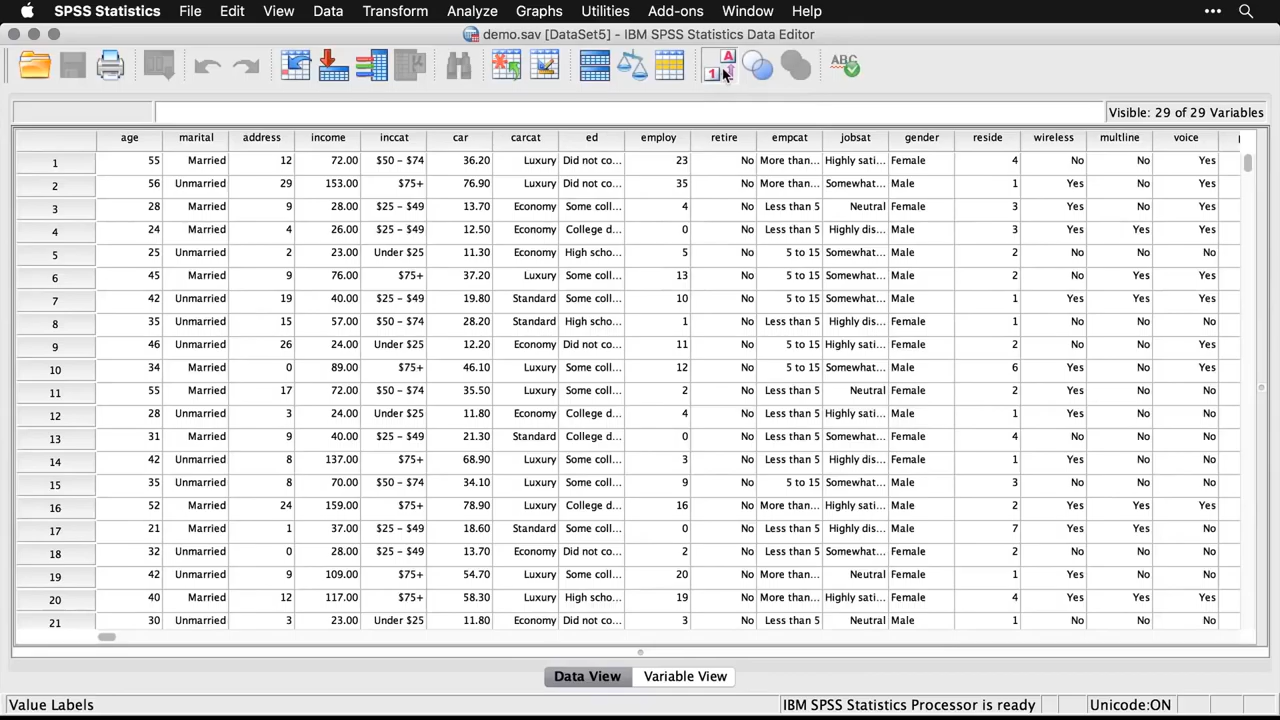 SPSS Statistics File Edit View Data Transform Analyze Graphs Utilities Add-ons Window Help
demo.sav [DataSet5] - IBM SPSS Statistics Data Editor
A
1
ABC
Visible: 29 of 29 Variables
age marital address income inccat car carcat ed employ retire empcat jobsat gender reside wireless multline voice
1 55 Married 12 72.00 $50 - $74 36.20 Luxury Did not co... 23 No More than... Highly sati... Female 4 No No Yes
2 56 Unmarried 29 153.00 $75+ 76.90 Luxury Did not co... 35 No More than... Somewhat... Male 1 Yes No Yes
3 28 Married 9 28.00 $25 - $49 13.70 Economy Some coll... 4 No Less than 5 Neutral Female 3 Yes No Yes
4 24 Married 4 26.00 $25 - $49 12.50 Economy College d... 0 No Less than 5 Highly dis... Male 3 Yes Yes Yes
5 25 Unmarried 2 23.00 Under $25 11.30 Economy High scho... 5 No 5 to 15 Somewhat... Male 2 No No No
6 45 Married 9 76.00 $75+ 37.20 Luxury Some coll... 13 No 5 to 15 Somewhat... Male 2 No Yes Yes
7 42 Unmarried 19 40.00 $25 - $49 19.80 Standard Some coll... 10 No 5 to 15 Somewhat... Male 1 Yes Yes Yes
8 35 Unmarried 15 57.00 $50 - $74 28.20 Standard High scho... 1 No Less than 5 Highly dis... Female 1 No No No
9 46 Unmarried 26 24.00 Under $25 12.20 Economy Did not co... 11 No 5 to 15 Somewhat... Female 2 No No Yes
10 34 Married 0 89.00 $75+ 46.10 Luxury Some coll... 12 No 5 to 15 Somewhat... Male 6 No No Yes
11 55 Married 17 72.00 $50 - $74 35.50 Luxury Some coll... 2 No Less than 5 Neutral Female 2 Yes No No
12 28 Unmarried 3 24.00 Under $25 11.80 Economy College d... 4 No Less than 5 Highly sati... Male 1 Yes No No
13 31 Married 9 40.00 $25 - $49 21.30 Standard College d... 0 No Less than 5 Somewhat... Female 4 No No No
14 42 Unmarried 8 137.00 $75+ 68.90 Luxury Some coll... 3 No Less than 5 Highly dis... Female 1 Yes No No
15 35 Unmarried 8 70.00 $50 - $74 34.10 Luxury Some coll... 9 No 5 to 15 Somewhat... Male 3 No No No
16 52 Married 24 159.00 $75+ 78.90 Luxury College d... 16 No More than... Highly sati... Male 2 Yes Yes Yes
17 21 Married 1 37.00 $25 - $49 18.60 Standard Some coll... 0 No Less than 5 Highly dis... Male 7 Yes Yes No
18 32 Unmarried 0 28.00 $25 - $49 13.70 Economy Did not co... 2 No Less than 5 Somewhat... Female 2 No No No
19 42 Unmarried 9 109.00 $75+ 54.70 Luxury Some coll... 20 No More than... Neutral Female 1 Yes No No
20 40 Married 12 117.00 $75+ 58.30 Luxury High scho... 19 No More than... Highly sati... Female 4 Yes Yes Yes
21 30 Unmarried 3 23.00 Under $25 11.80 Economy Did not co... 3 No Less than 5 Neutral Male 1 No No No
Data View Variable View
Value Labels IBM SPSS Statistics Processor is ready Unicode:ON